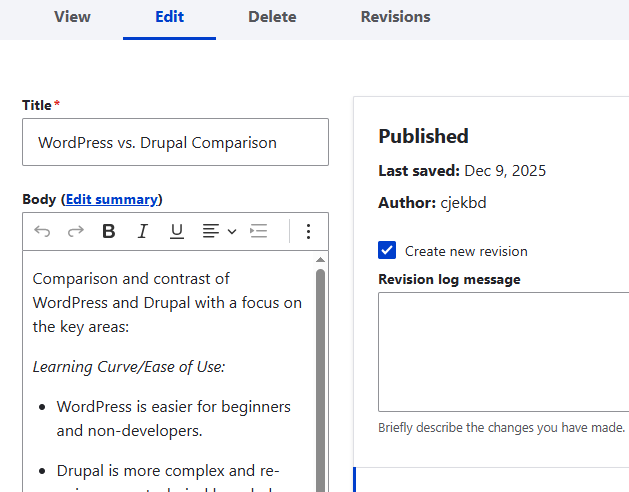 View Edit Delete Revisions
Title*
WordPress vs. Drupal Comparison
Body (Edit summary)
B I U
Comparison and contrast of
WordPress and Drupal with a focus on
the key areas:
Learning Curve/Ease of Use:
WordPress is easier for beginners
and non-developers.
Drupal is more complex and re-
Published
Last saved: Dec 9, 2025
Author: cjekbd
Create new revision
Revision log message
Briefly describe the changes you have made.